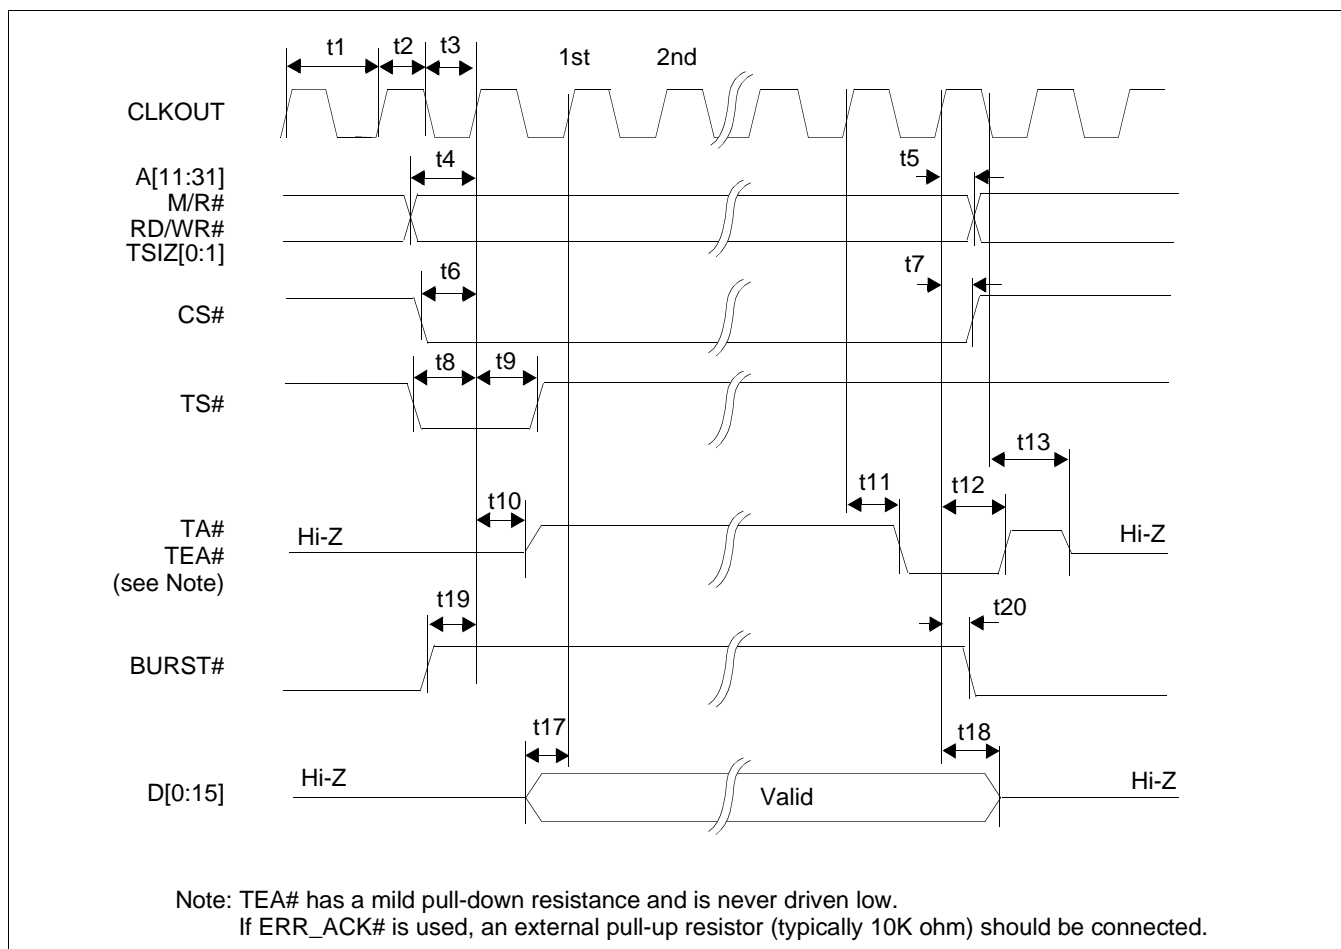 t1 t2 t3 1st 2nd
CLKOUT
t4 t5
A[11:31]
M/R#
RD/WR#
TSIZ[0:1]
t6 t7
CS#
t8 t9
TS#
t13
t10 t11 t12
TA#
Hi-Z Hi-Z
TEA#
(see Note)
t19 t20
BURST#
t17 t18
Hi-Z Hi-Z
D[0:15] Valid
Note: TEA# has a mild pull-down resistance and is never driven low.
If ERR_ACK# is used, an external pull-up resistor (typically 10K ohm) should be connected.